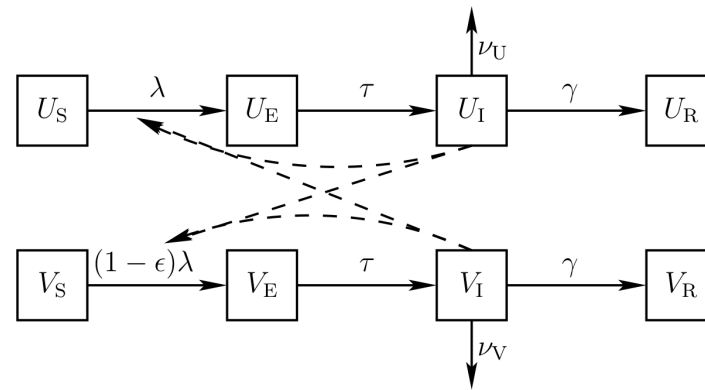 ν_U
λ τ γ
U_S U_E U_I U_R
(1 − ϵ)λ τ γ
V_S V_E V_I V_R
ν_V